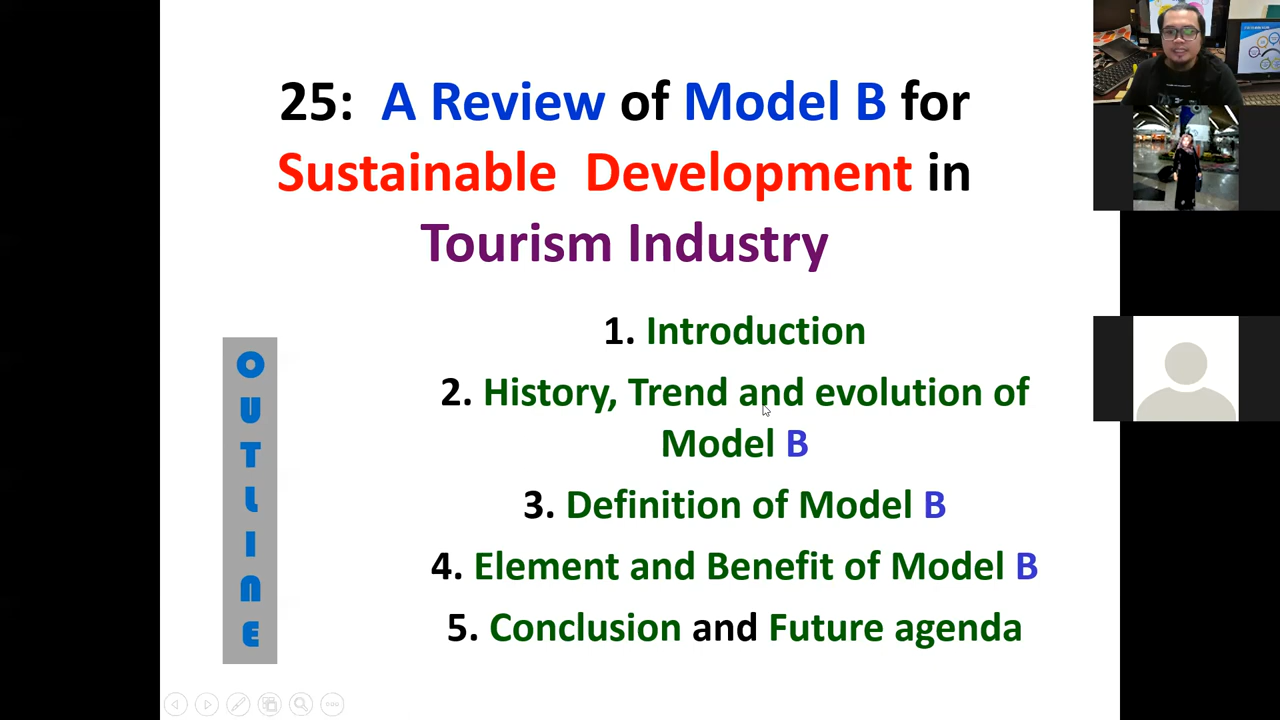 25: A Review of Model B for
Sustainable Development in
Tourism Industry
OUTLINE
1. Introduction
2. History, Trend and evolution of
Model B
3. Definition of Model B
4. Element and Benefit of Model B
5. Conclusion and Future agenda